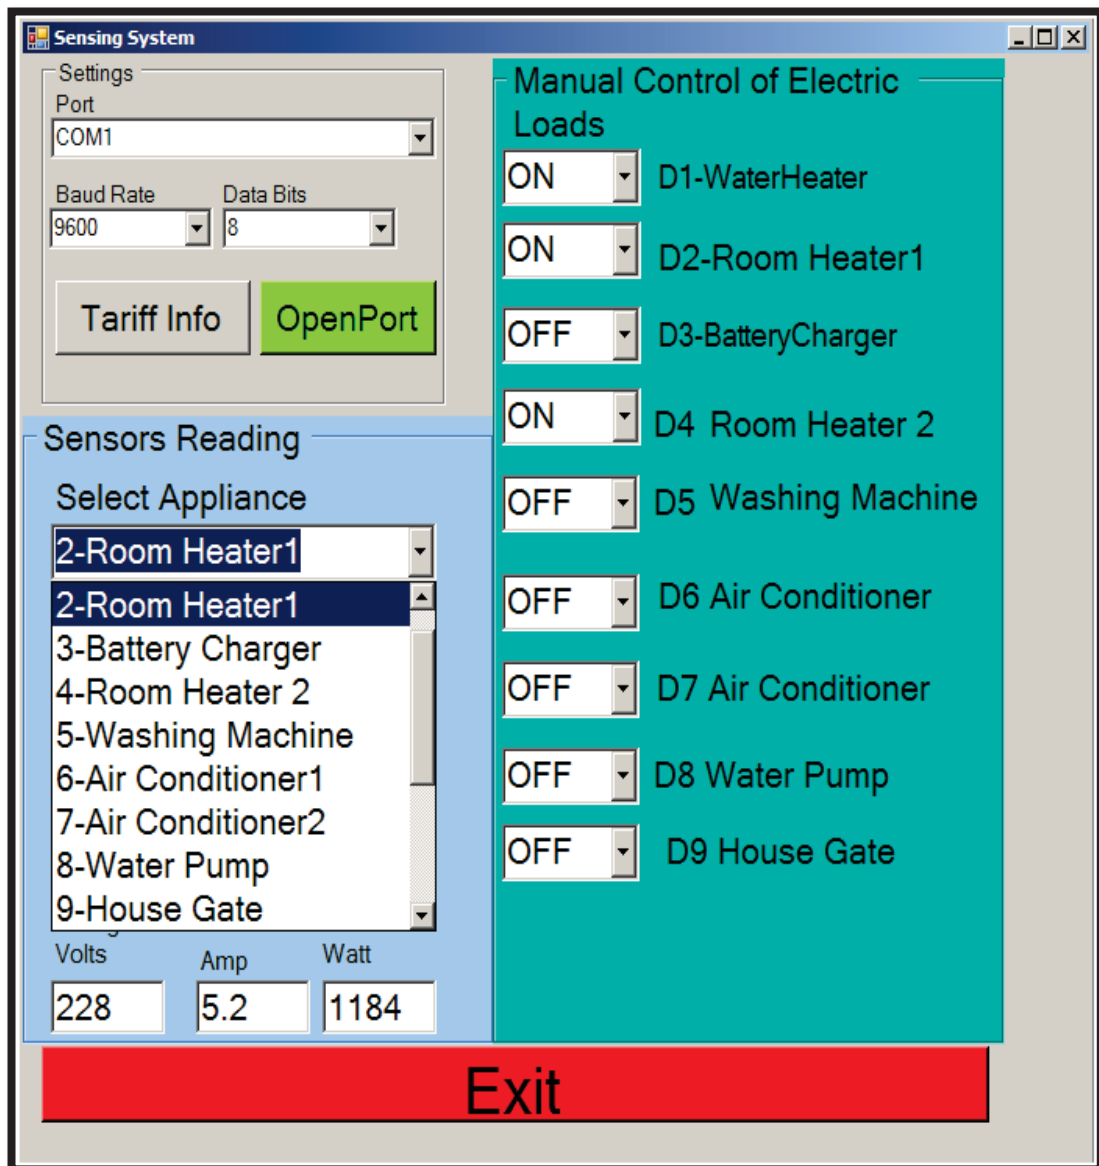 Sensing System
Settings
Port
COM1
Baud Rate
Data Bits
9600
8
Tariff Info
OpenPort
Sensors Reading
Select Appliance
2-Room Heater1
2-Room Heater1
3-Battery Charger
4-Room Heater 2
5-Washing Machine
6-Air Conditioner1
7-Air Conditioner2
8-Water Pump
9-House Gate
Volts
Amp
Watt
228
5.2
1184
Manual Control of Electric
Loads
ON D1-WaterHeater
ON D2-Room Heater1
OFF D3-BatteryCharger
ON D4 Room Heater 2
OFF D5 Washing Machine
OFF D6 Air Conditioner
OFF D7 Air Conditioner
OFF D8 Water Pump
OFF D9 House Gate
Exit